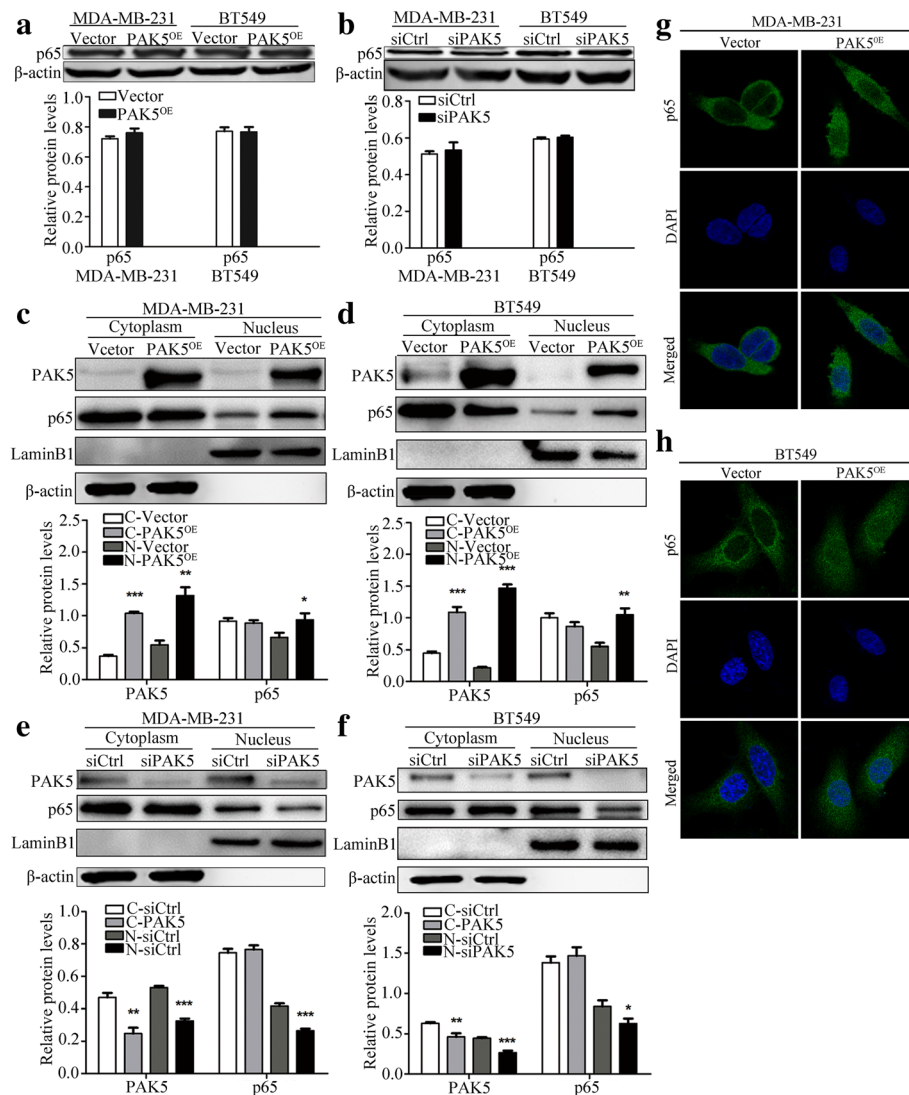 a
MDA-MB-231 BT549
Vector PAK5OE Vector PAK5OE
p65
β-actin
Vector
PAK5OE
Relative protein levels
1.0
0.8
0.6
0.4
0.2
0.0
p65 p65
MDA-MB-231 BT549
b
MDA-MB-231 BT549
siCtrl siPAK5 siCtrl siPAK5
p65
β-actin
siCtrl
siPAK5
Relative protein levels
0.8
0.6
0.4
0.2
0.0
p65 p65
MDA-MB-231 BT549
c
MDA-MB-231
Cytoplasm Nucleus
Vcetor PAK5OE Vector PAK5OE
PAK5
p65
LaminB1
β-actin
C-Vector
C-PAK5OE
N-Vector
N-PAK5OE
Relative protein levels
2.5
2.0
1.5
1.0
0.5
0.0
*** ** *
PAK5 p65
d
BT549
Cytoplasm Nucleus
Vector PAK5OE Vector PAK5OE
PAK5
p65
LaminB1
β-actin
C-Vector
C-PAK5OE
N-Vector
N-PAK5OE
Relative protein levels
2.5
2.0
1.5
1.0
0.5
0.0
*** *** **
PAK5 p65
e
MDA-MB-231
Cytoplasm Nucleus
siCtrl siPAK5 siCtrl siPAK5
PAK5
p65
LaminB1
β-actin
C-siCtrl
C-PAK5
N-siCtrl
N-siCtrl
Relative protein levels
1.0
0.8
0.6
0.4
0.2
0.0
** *** ***
PAK5 p65
f
BT549
Cytoplasm Nucleus
siCtrl siPAK5 siCtrl siPAK5
PAK5
p65
LaminB1
β-actin
C-siCtrl
C-PAK5
N-siCtrl
N-siPAK5
Relative protein levels
2.0
1.5
1.0
0.5
0.0
** *** *
PAK5 p65
g
MDA-MB-231
Vector PAK5OE
p65
DAPI
Merged
h
BT549
Vector PAK5OE
p65
DAPI
Merged